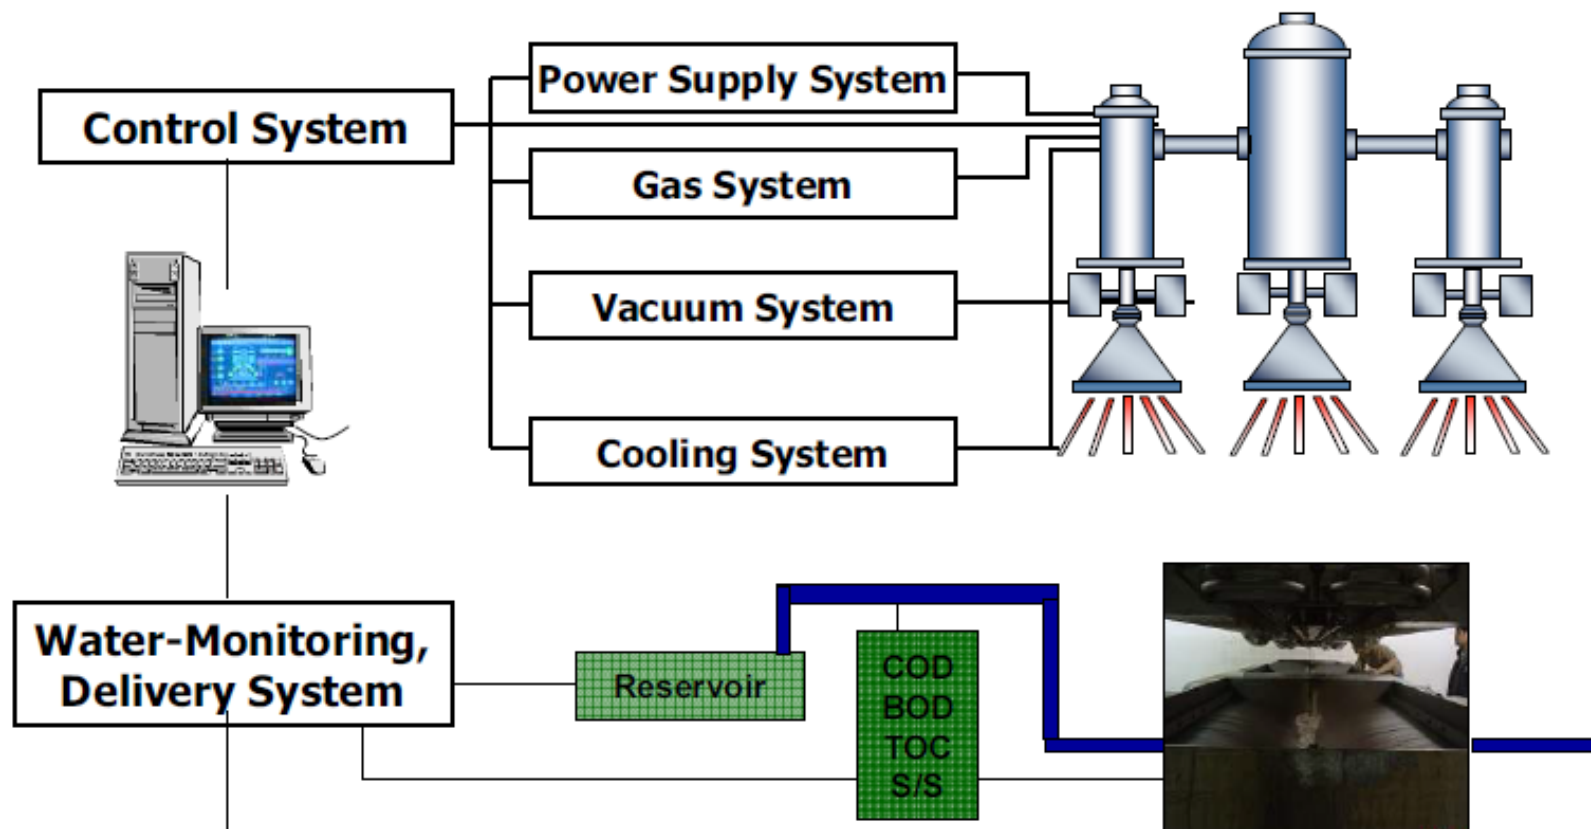 Power Supply System
Control System
Gas System
Vacuum System
Cooling System
Water-Monitoring,
Delivery System
Reservoir
COD
BOD
TOC
S/S